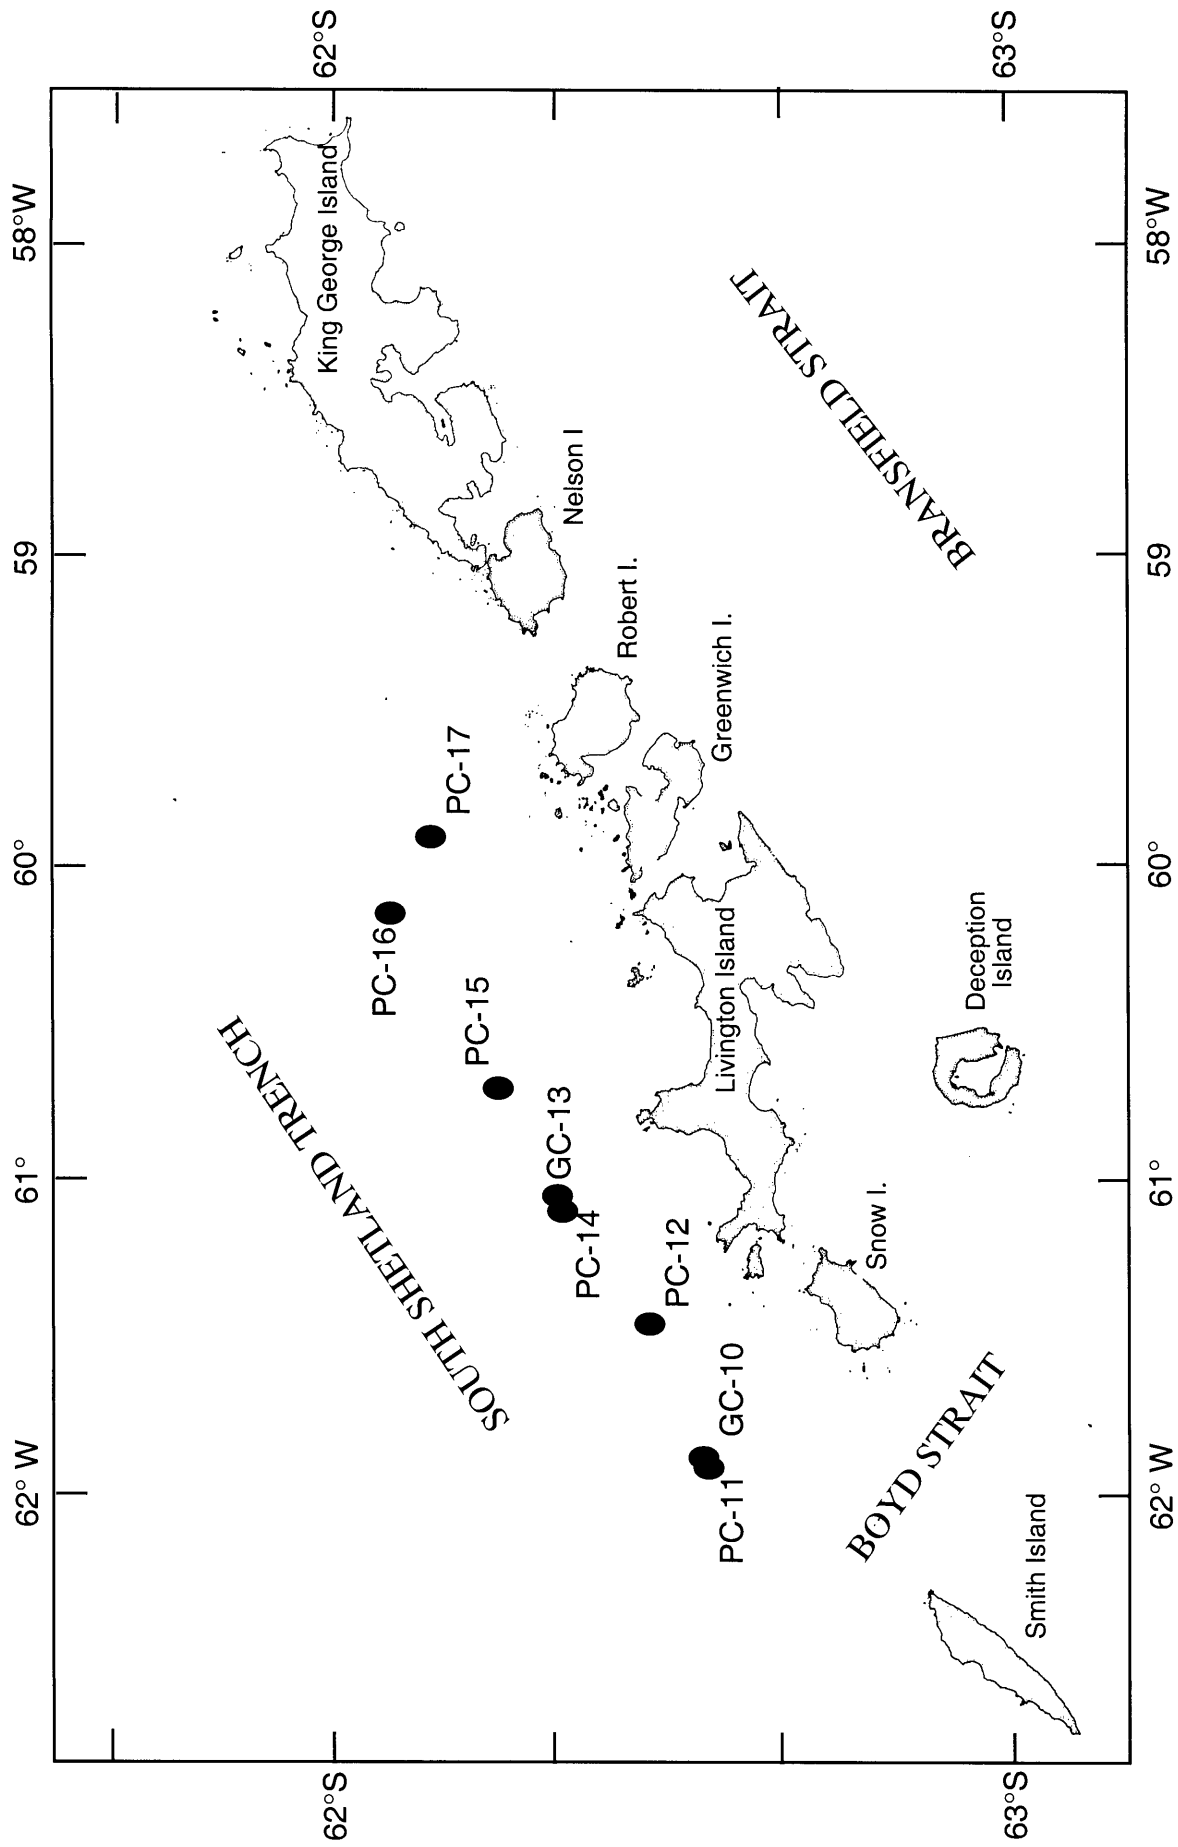 62° W
61°
60°
59
58°W
62°S
62°S
SOUTH SHETLAND TRENCH
King George Island
PC-16
PC-17
PC-15
GC-13
PC-14
Nelson I
Robert I.
PC-12
Greenwich I.
PC-11
GC-10
Livington Island
BRANSFIELD STRAIT
Snow I.
BOYD STRAIT
Deception
Island
Smith Island
63°S
63°S
62° W
61°
60°
59
58°W